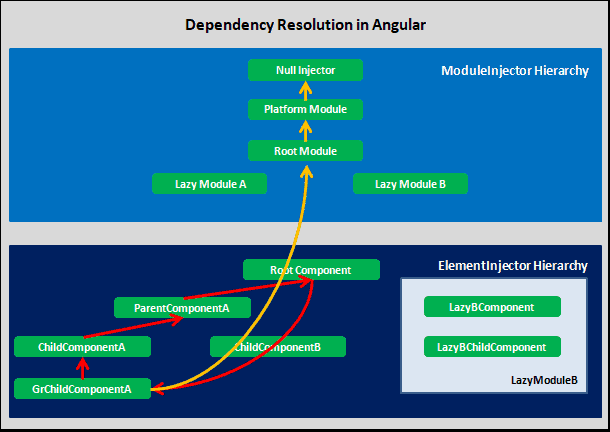 Dependency Resolution in Angular
ModuleInjector Hierarchy
Null Injector
Platform Module
Root Module
Lazy Module A
Lazy Module B
ElementInjector Hierarchy
Root Component
ParentComponentA
ChildComponentA
ChildComponentB
GrChildComponentA
LazyBComponent
LazyBChildComponent
LazyModuleB